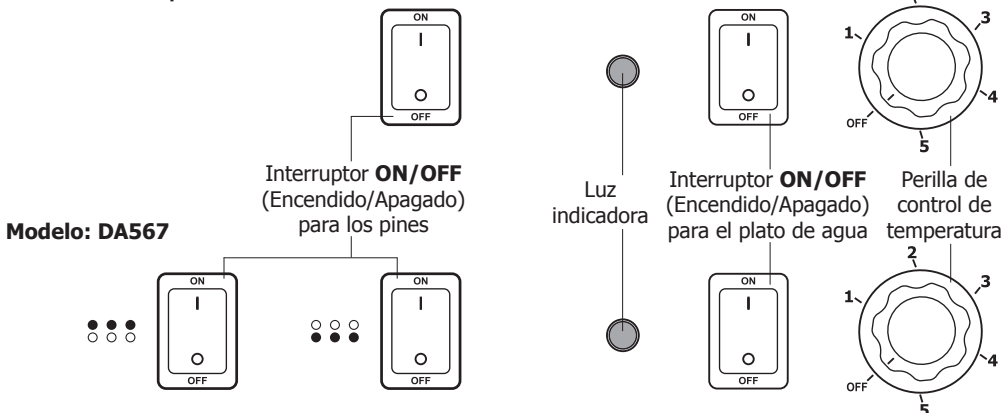 ON
OFF
ON
OFF
1
3
4
5
OFF
Interruptor ON/OFF
(Encendido/Apagado)
para los pines
Luz
indicadora
Interruptor ON/OFF
(Encendido/Apagado)
para el plato de agua
Perilla de
control de
temperatura
Modelo: DA567
ON
OFF
ON
OFF
ON
OFF
1
2
3
4
5
OFF